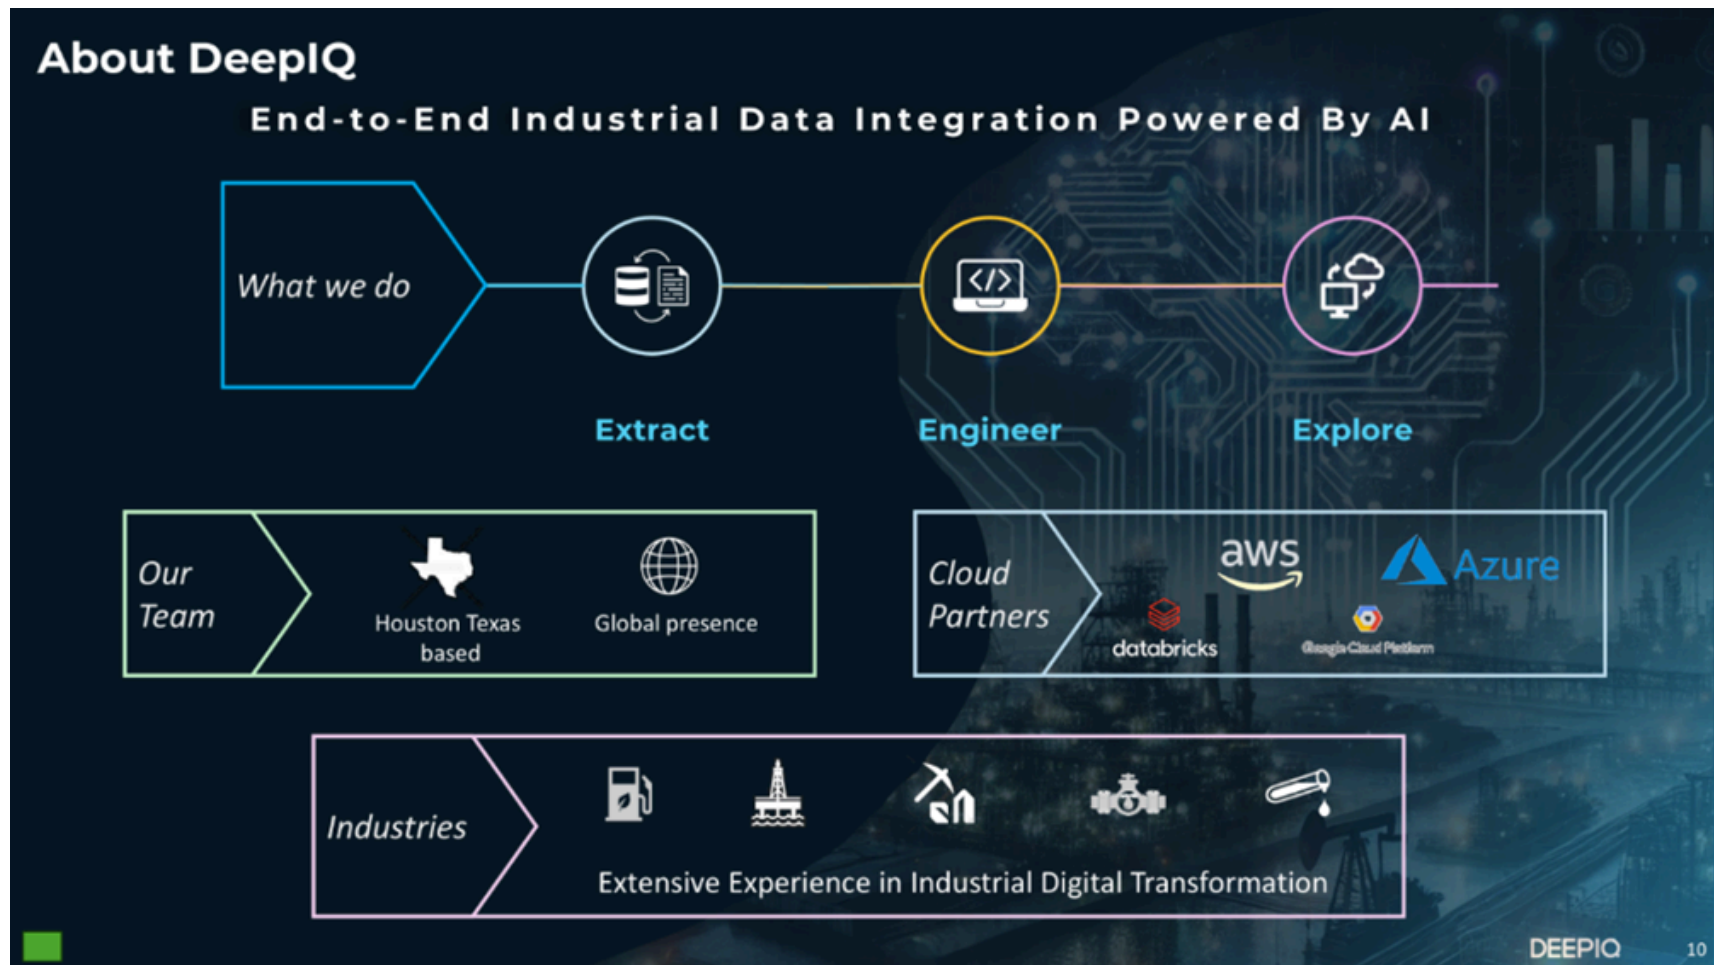 About DeepIQ
End-to-End Industrial Data Integration Powered By AI
What we do
</>
Extract
Engineer
Explore
Our
Team
Houston Texas
based
Global presence
Cloud
Partners
aws
Azure
databricks
Google Cloud Platform
Industries
Extensive Experience in Industrial Digital Transformation
DEEPIQ
10